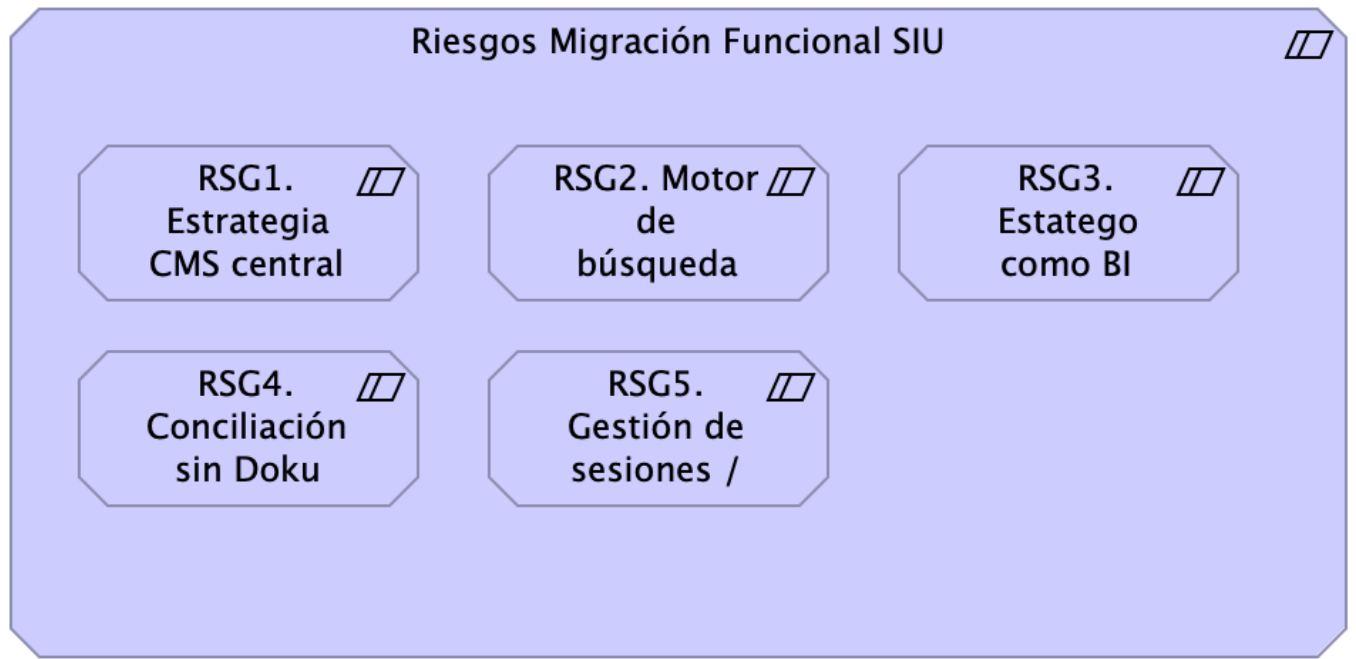 Riesgos Migración Funcional SIU
RSG1.
Estrategia
CMS central
RSG2. Motor
de
búsqueda
RSG3.
Estatego
como BI
RSG4.
Conciliación
sin Doku
RSG5.
Gestión de
sesiones /